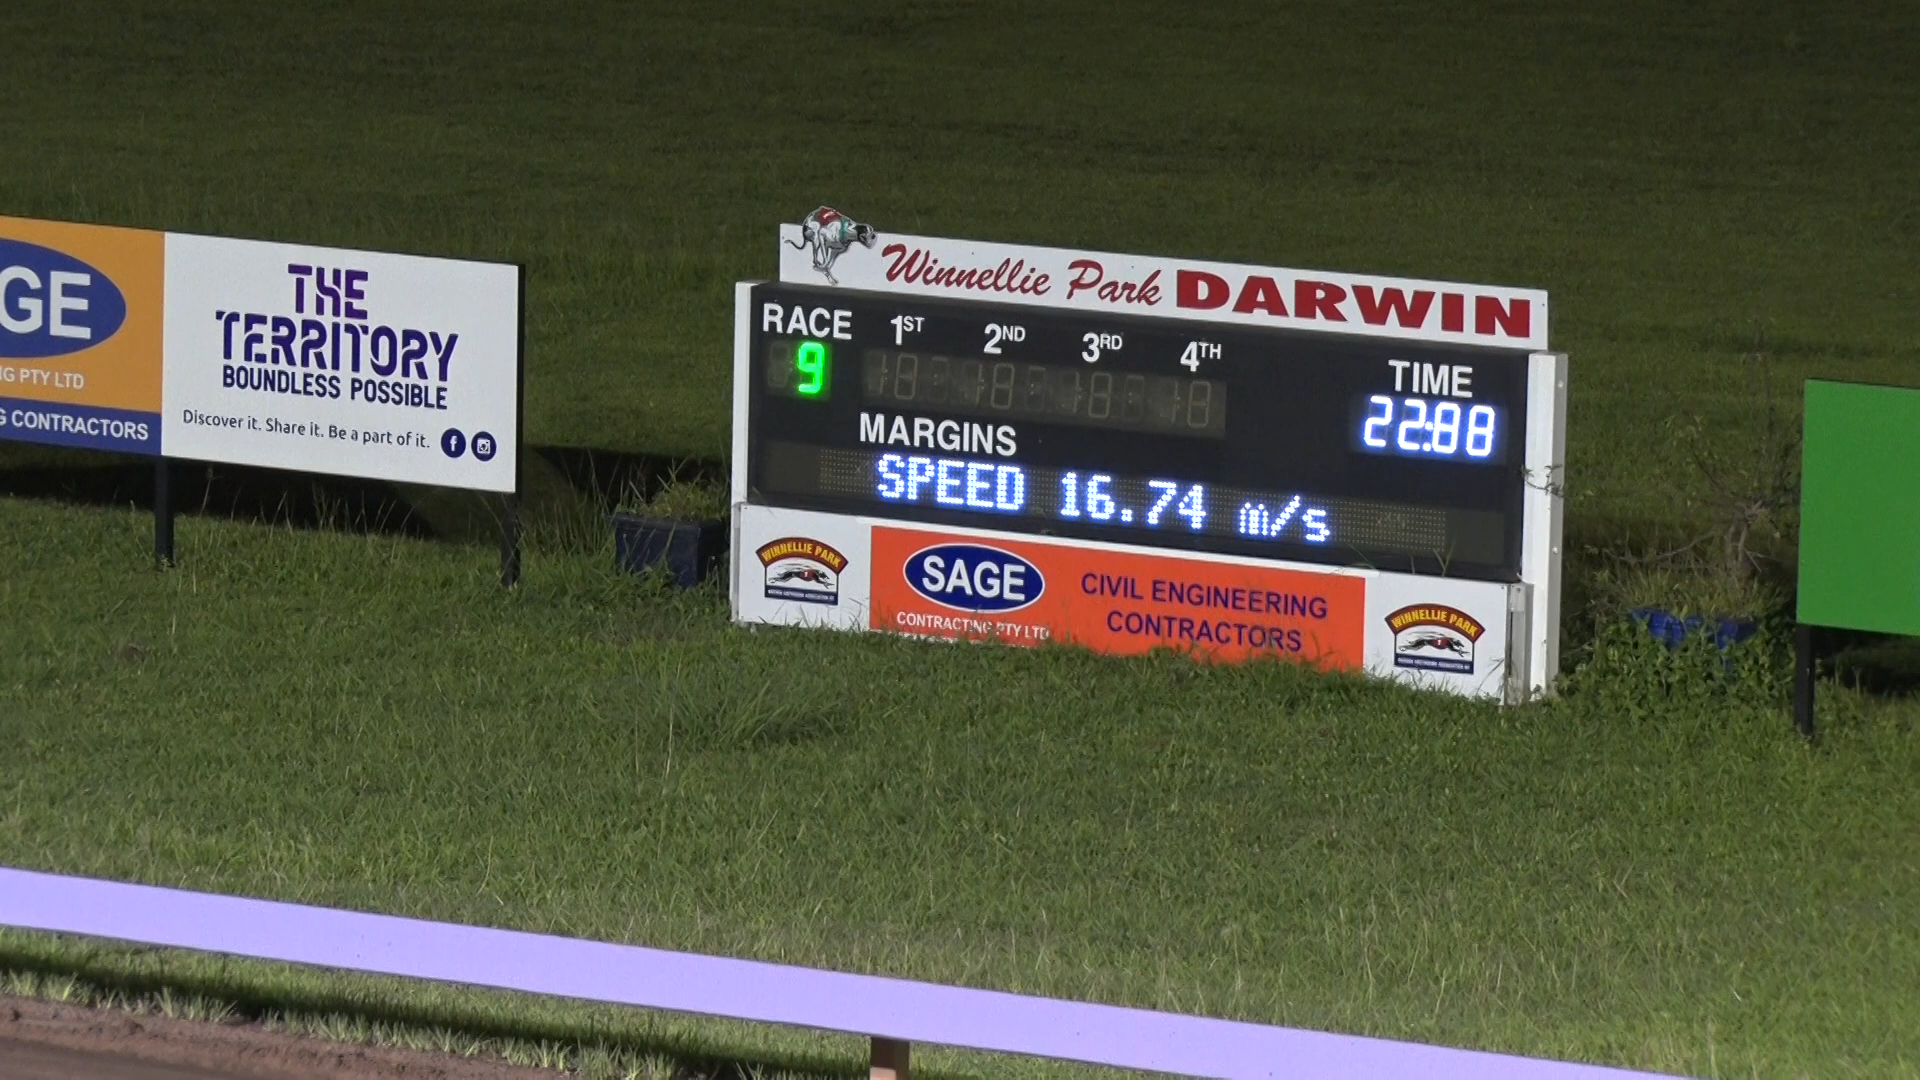 GE
G PTY LTD
G CONTRACTORS
THE
TERRITORY
BOUNDLESS POSSIBLE
Discover it. Share it. Be a part of it.
Winnellie Park DARWIN
RACE 1ST 2ND 3RD 4TH TIME
9 22:88
MARGINS
SPEED 16.74 m/s
WINNELLIE PARK
SAGE
CONTRACTING PTY LTD
CIVIL ENGINEERING
CONTRACTORS
WINNELLIE PARK